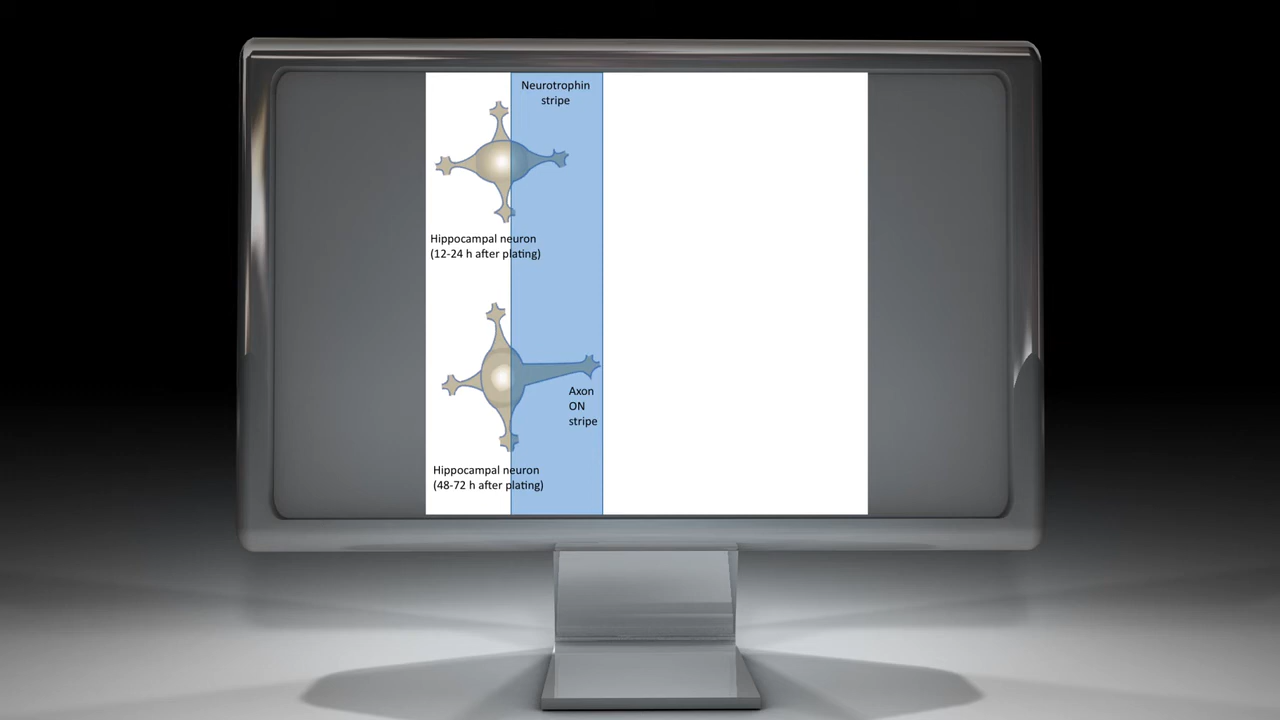 Neurotrophin
stripe
Hippocampal neuron
(12-24 h after plating)
Axon
ON
stripe
Hippocampal neuron
(48-72 h after plating)